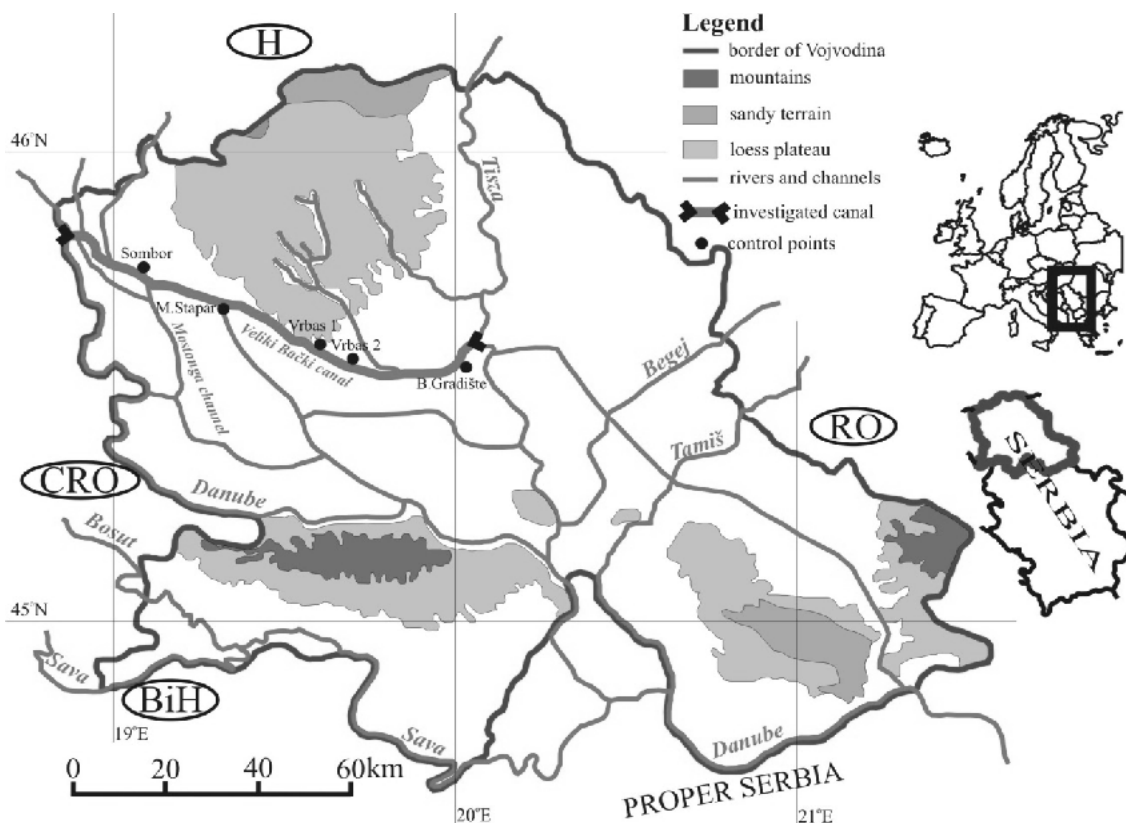 H
Legend
border of Vojvodina
mountains
sandy terrain
loess plateau
rivers and channels
investigated canal
control points
46°N
Tisza
Sombor
M.Stapar
Vrbas 1
Vrbas 2
Veliki Bački canal
Mostonga channel
B.Gradište
Begej
Tamiš
RO
SERBIA
CRO
Danube
Bosut
45°N
Sava
BiH
19°E
Sava
Danube
PROPER SERBIA
0 20 40 60km
20°E
21°E